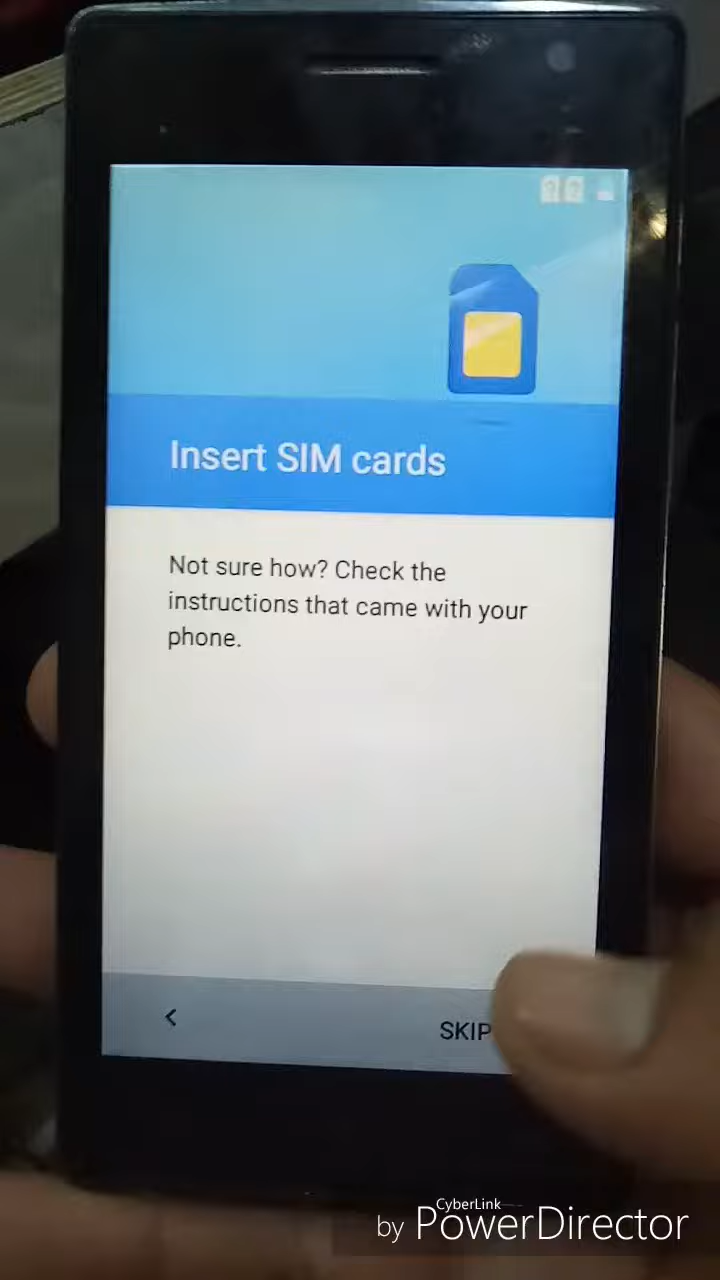 Insert SIM cards
Not sure how? Check the
instructions that came with your
phone.
SKIP
CyberLink
by PowerDirector